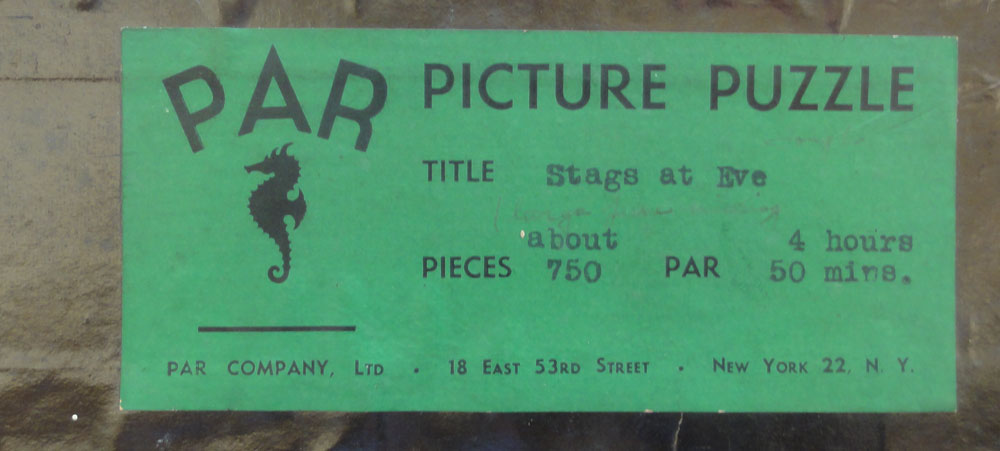 PAR PICTURE PUZZLE
TITLE Stags at Eve
about 4 hours
PIECES 750 PAR 50 mins.
PAR COMPANY, LTD . 18 EAST 53RD STREET . NEW YORK 22, N. Y.